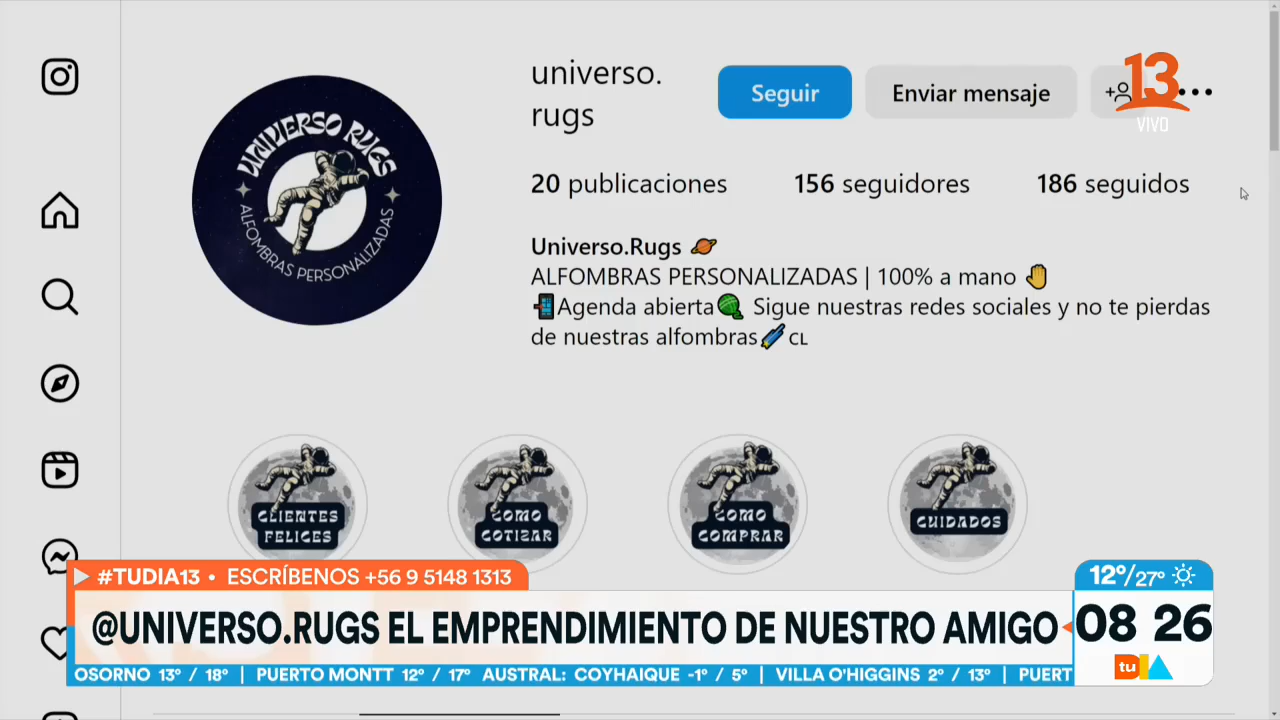 universo.
rugs
Seguir
Enviar mensaje
13
VIVO
UNIVERSO RUGS
ALFOMBRAS PERSONALIZADAS
20 publicaciones
156 seguidores
186 seguidos
Universo.Rugs 🪐
ALFOMBRAS PERSONALIZADAS | 100% a mano 🤚
📲Agenda abierta🧶 Sigue nuestras redes sociales y no te pierdas
de nuestras alfombras🧨CL
CLIENTES
FELICES
COMO
COTIZAR
COMO
COMPRAR
CUIDADOS
#TUDIA13 • ESCRÍBENOS +56 9 5148 1313
@UNIVERSO.RUGS EL EMPRENDIMIENTO DE NUESTRO AMIGO
12°/27°
08 26
tu DÍA
OSORNO 13° / 18° | PUERTO MONTT 12° / 17° AUSTRAL: COYHAIQUE -1° / 5° | VILLA O'HIGGINS 2° / 13° | PUERT